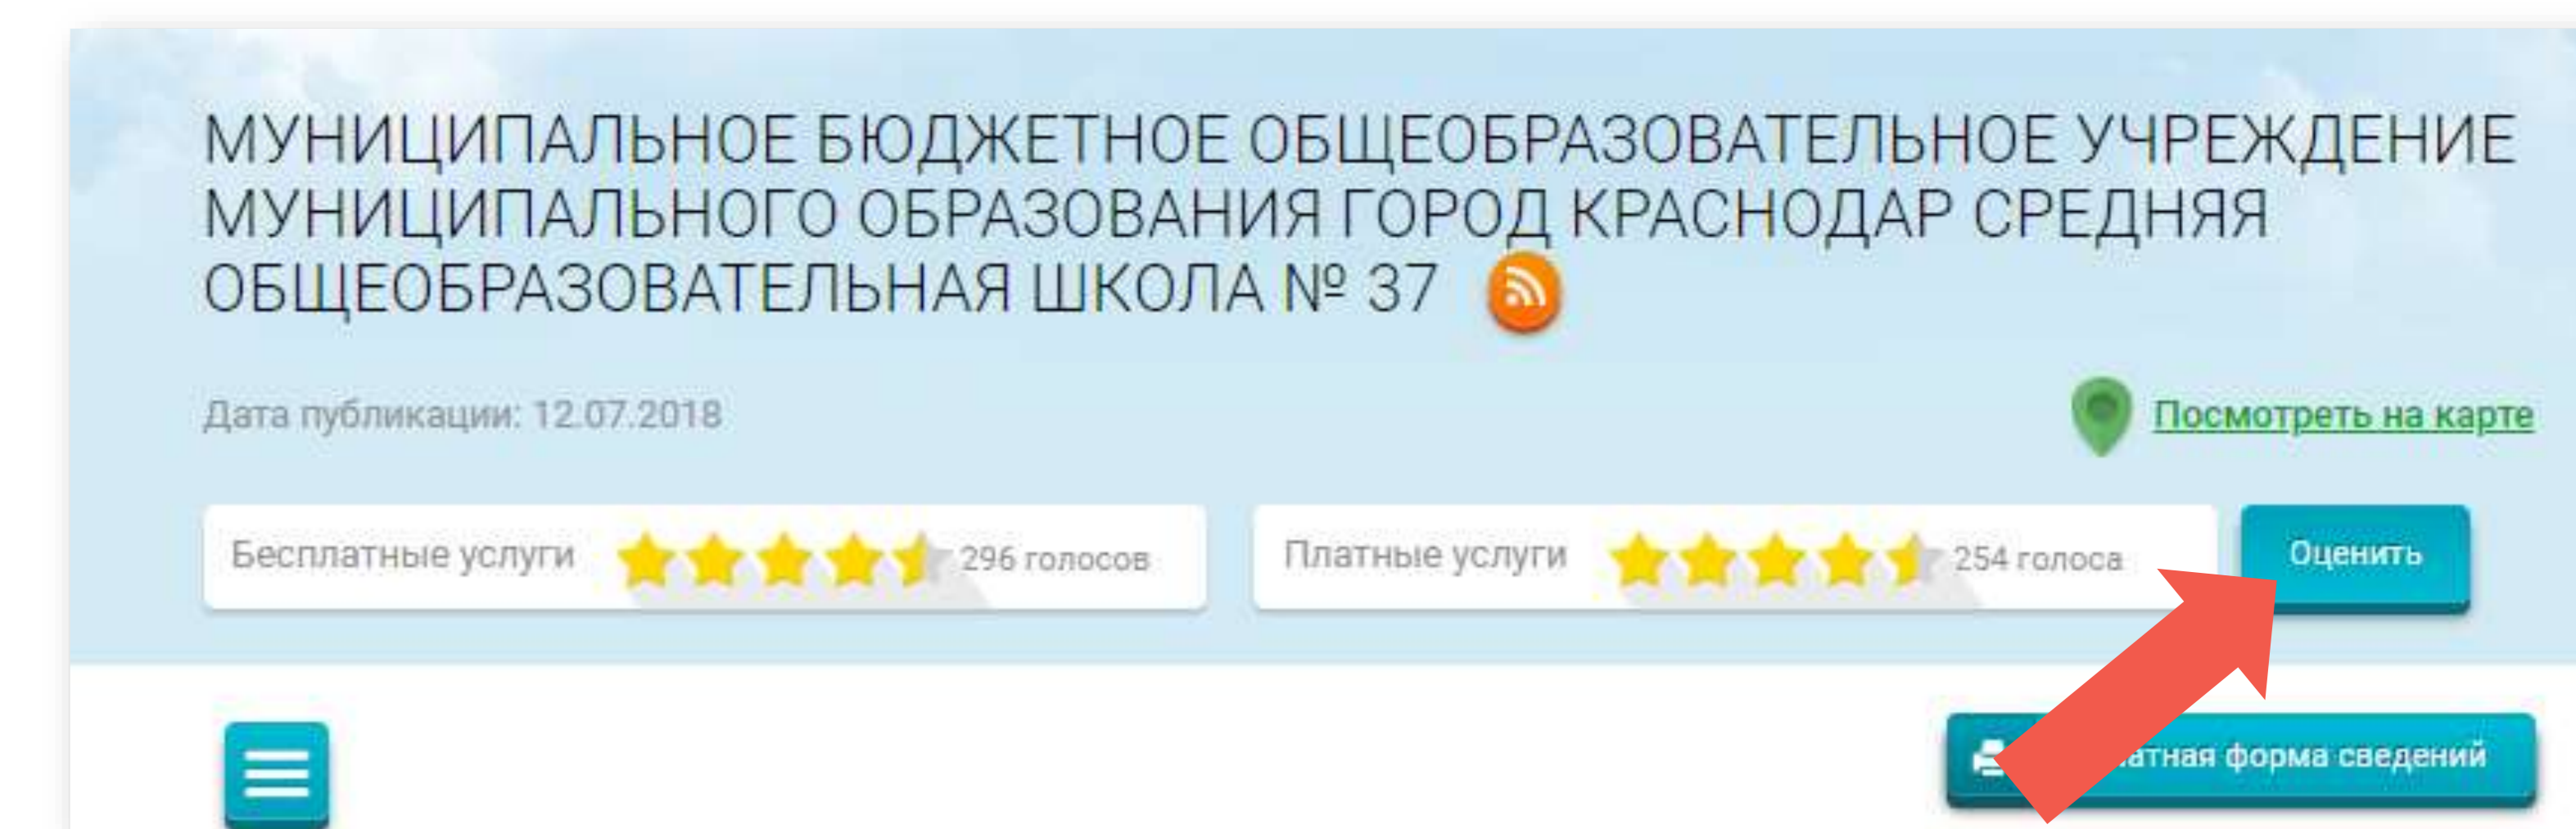 МУНИЦИПАЛЬНОЕ БЮДЖЕТНОЕ ОБЩЕОБРАЗОВАТЕЛЬНОЕ УЧРЕЖДЕНИЕ
МУНИЦИПАЛЬНОГО ОБРАЗОВАНИЯ ГОРОД КРАСНОДАР СРЕДНЯЯ
ОБЩЕОБРАЗОВАТЕЛЬНАЯ ШКОЛА № 37
Дата публикации: 12.07.2018
Посмотреть на карте
Бесплатные услуги 296 голосов
Платные услуги 254 голоса
Оценить
форма сведений